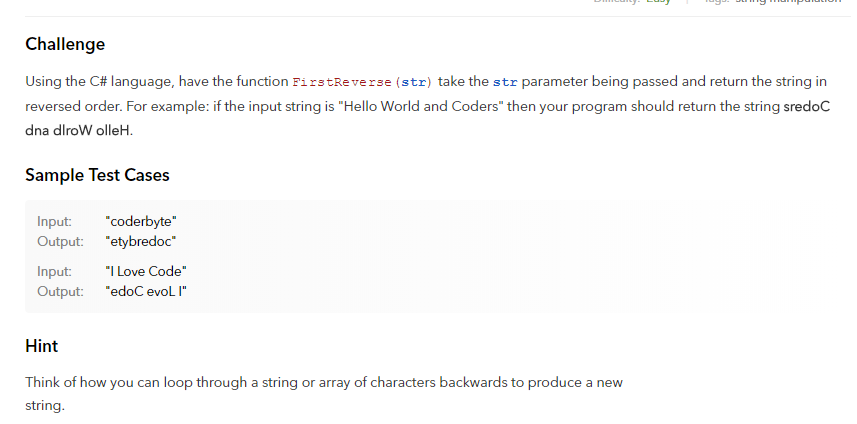 Difficulty: Easy | Tags: string manipulation
Challenge
Using the C# language, have the function FirstReverse(str) take the str parameter being passed and return the string in
reversed order. For example: if the input string is "Hello World and Coders" then your program should return the string sredoC
dna dlroW olleH.
Sample Test Cases
Input: "coderbyte"
Output: "etybredoc"
Input: "I Love Code"
Output: "edoC evoL I"
Hint
Think of how you can loop through a string or array of characters backwards to produce a new
string.